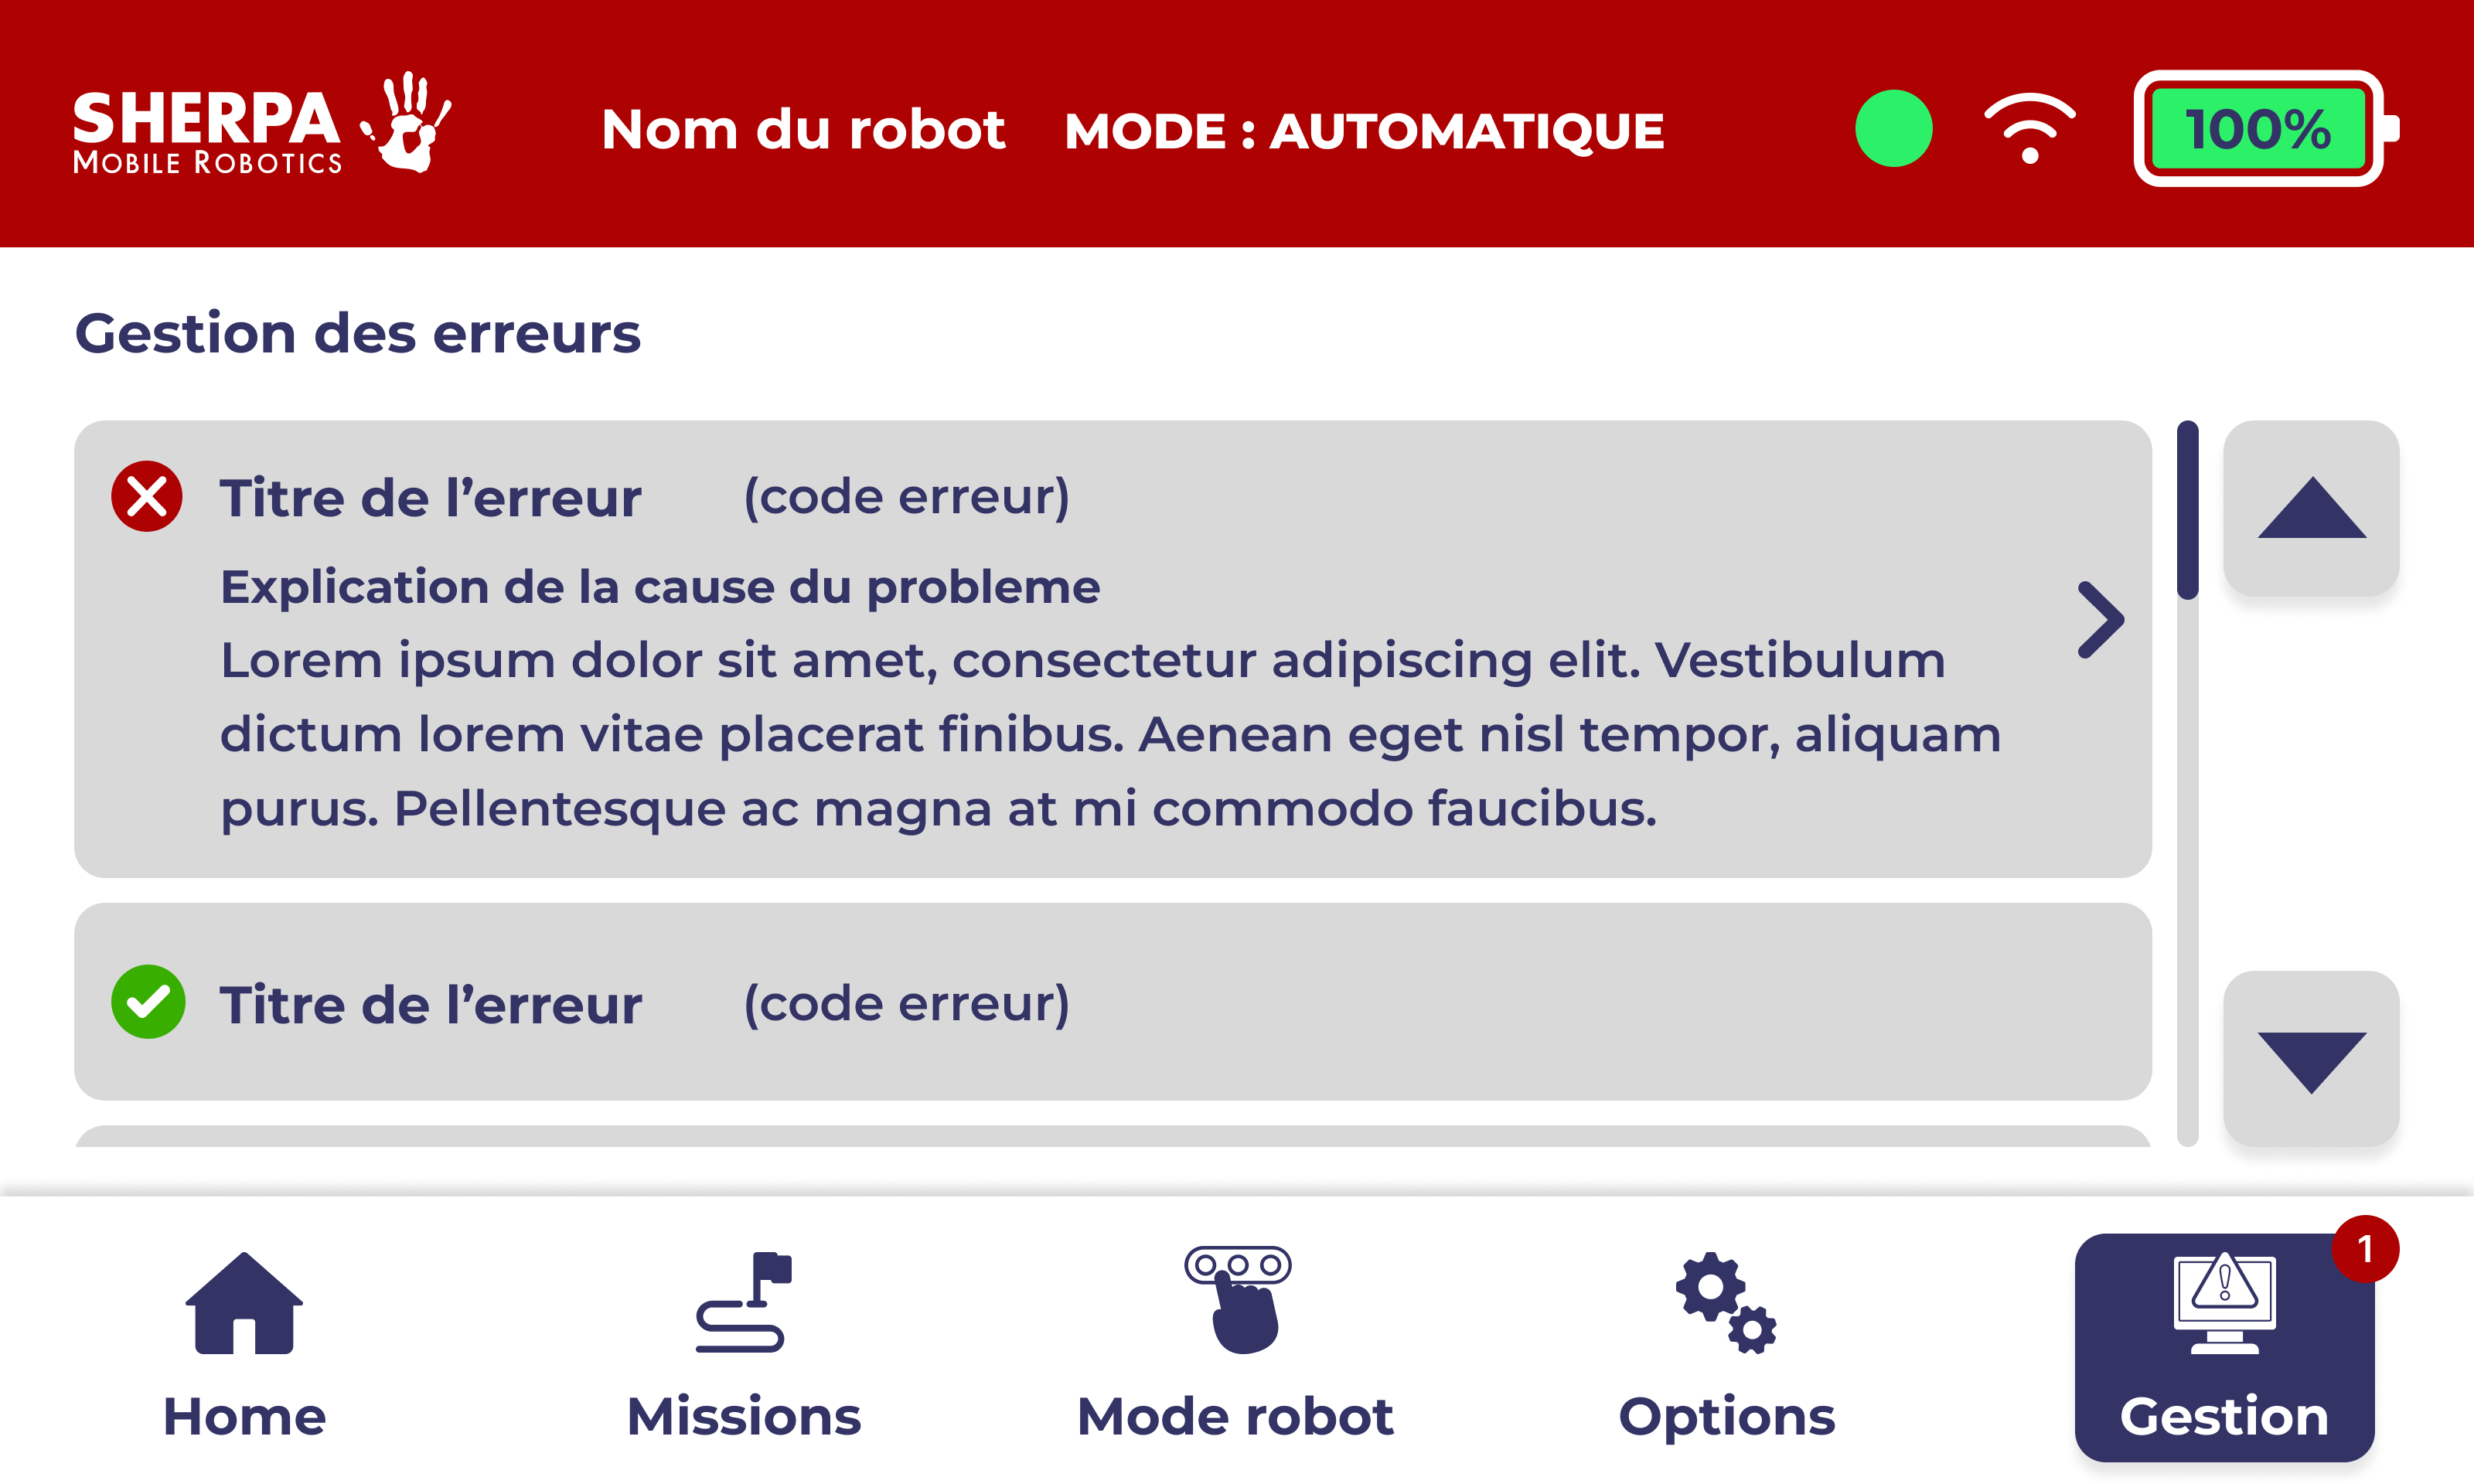 SHERPA
MOBILE ROBOTICS
Nom du robot MODE : AUTOMATIQUE
100%
Gestion des erreurs
Titre de l’erreur (code erreur)
Explication de la cause du probleme
Lorem ipsum dolor sit amet, consectetur adipiscing elit. Vestibulum
dictum lorem vitae placerat finibus. Aenean eget nisl tempor, aliquam
purus. Pellentesque ac magna at mi commodo faucibus.
Titre de l’erreur (code erreur)
1
Home Missions Mode robot Options Gestion